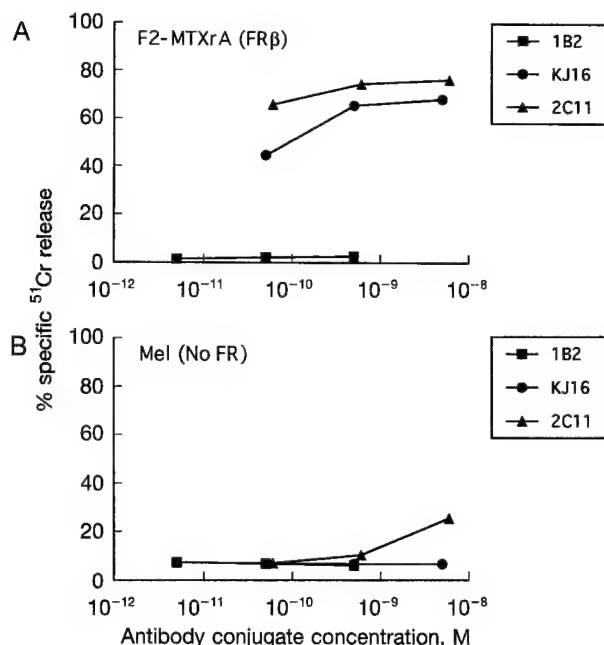 A
F2-MTXrA (FRβ)
100
80
60
40
20
0
10⁻¹²
10⁻¹¹
10⁻¹⁰
10⁻⁹
10⁻⁸
1B2
KJ16
2C11
% specific ⁵¹Cr release
B
Mel (No FR)
100
80
60
40
20
0
10⁻¹²
10⁻¹¹
10⁻¹⁰
10⁻⁹
10⁻⁸
1B2
KJ16
2C11
Antibody conjugate concentration, M